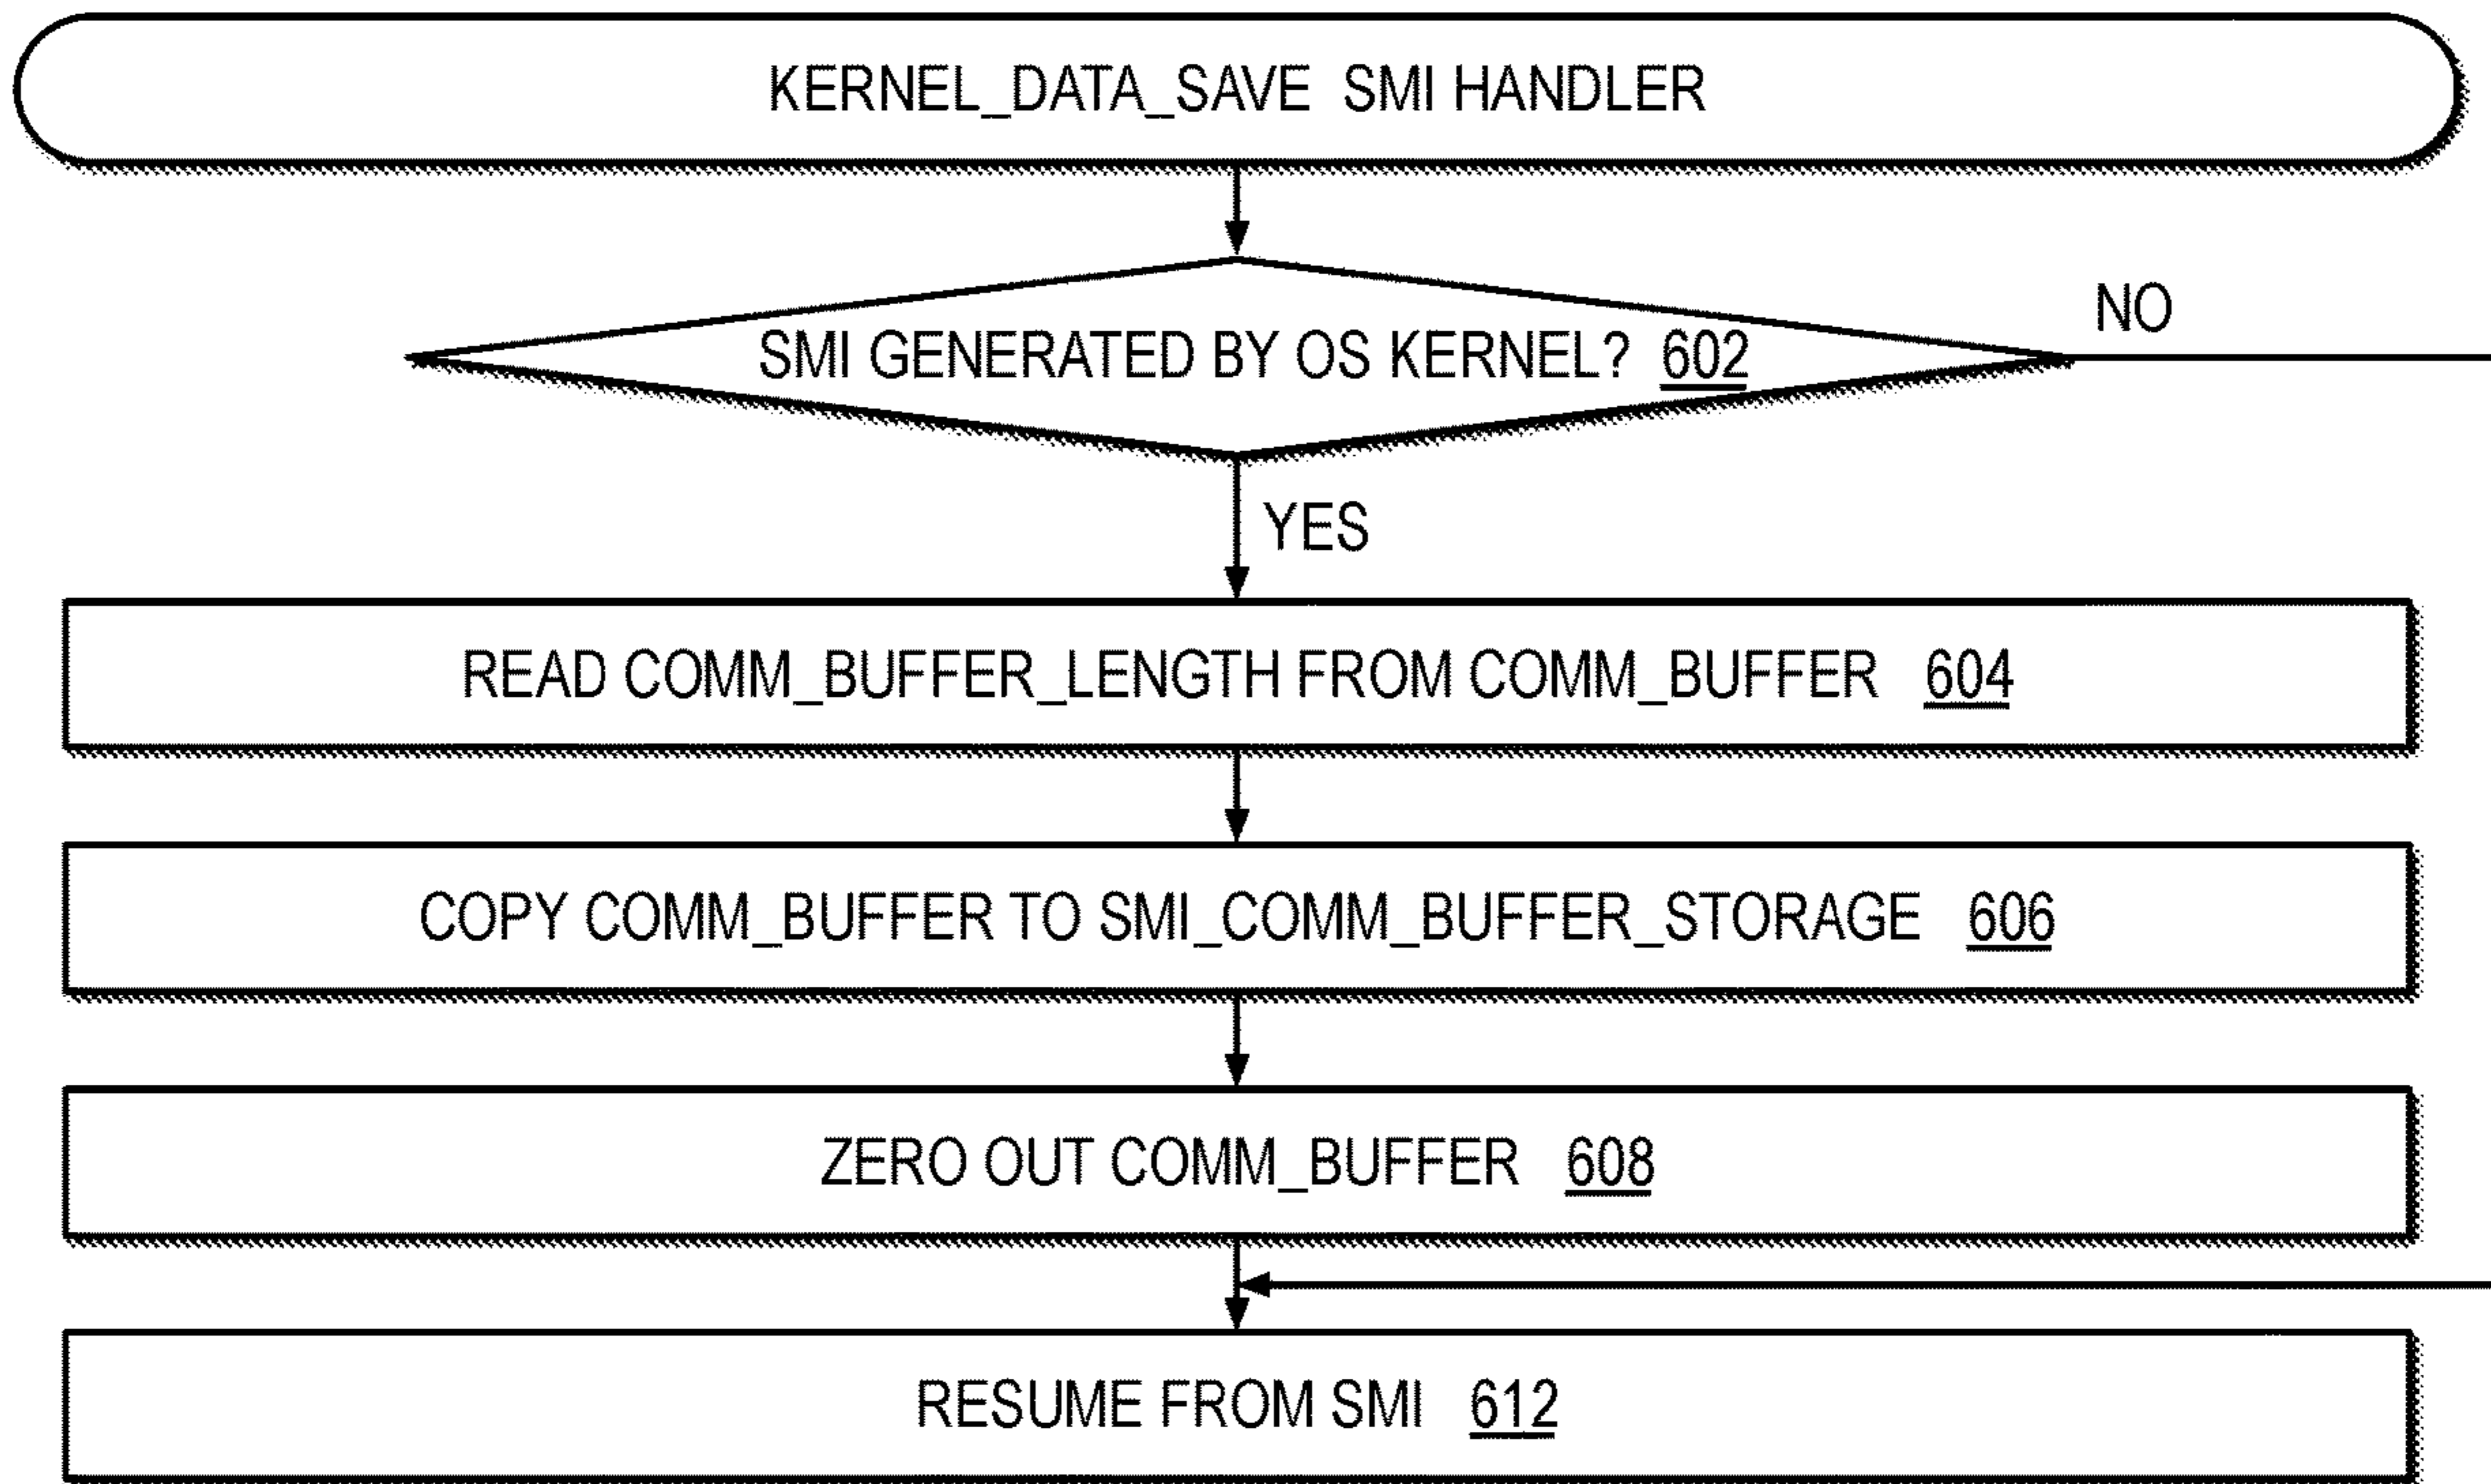 KERNEL_DATA_SAVE SMI HANDLER
SMI GENERATED BY OS KERNEL? 602
NO
YES
READ COMM_BUFFER_LENGTH FROM COMM_BUFFER 604
COPY COMM_BUFFER TO SMI_COMM_BUFFER_STORAGE 606
ZERO OUT COMM_BUFFER 608
RESUME FROM SMI 612